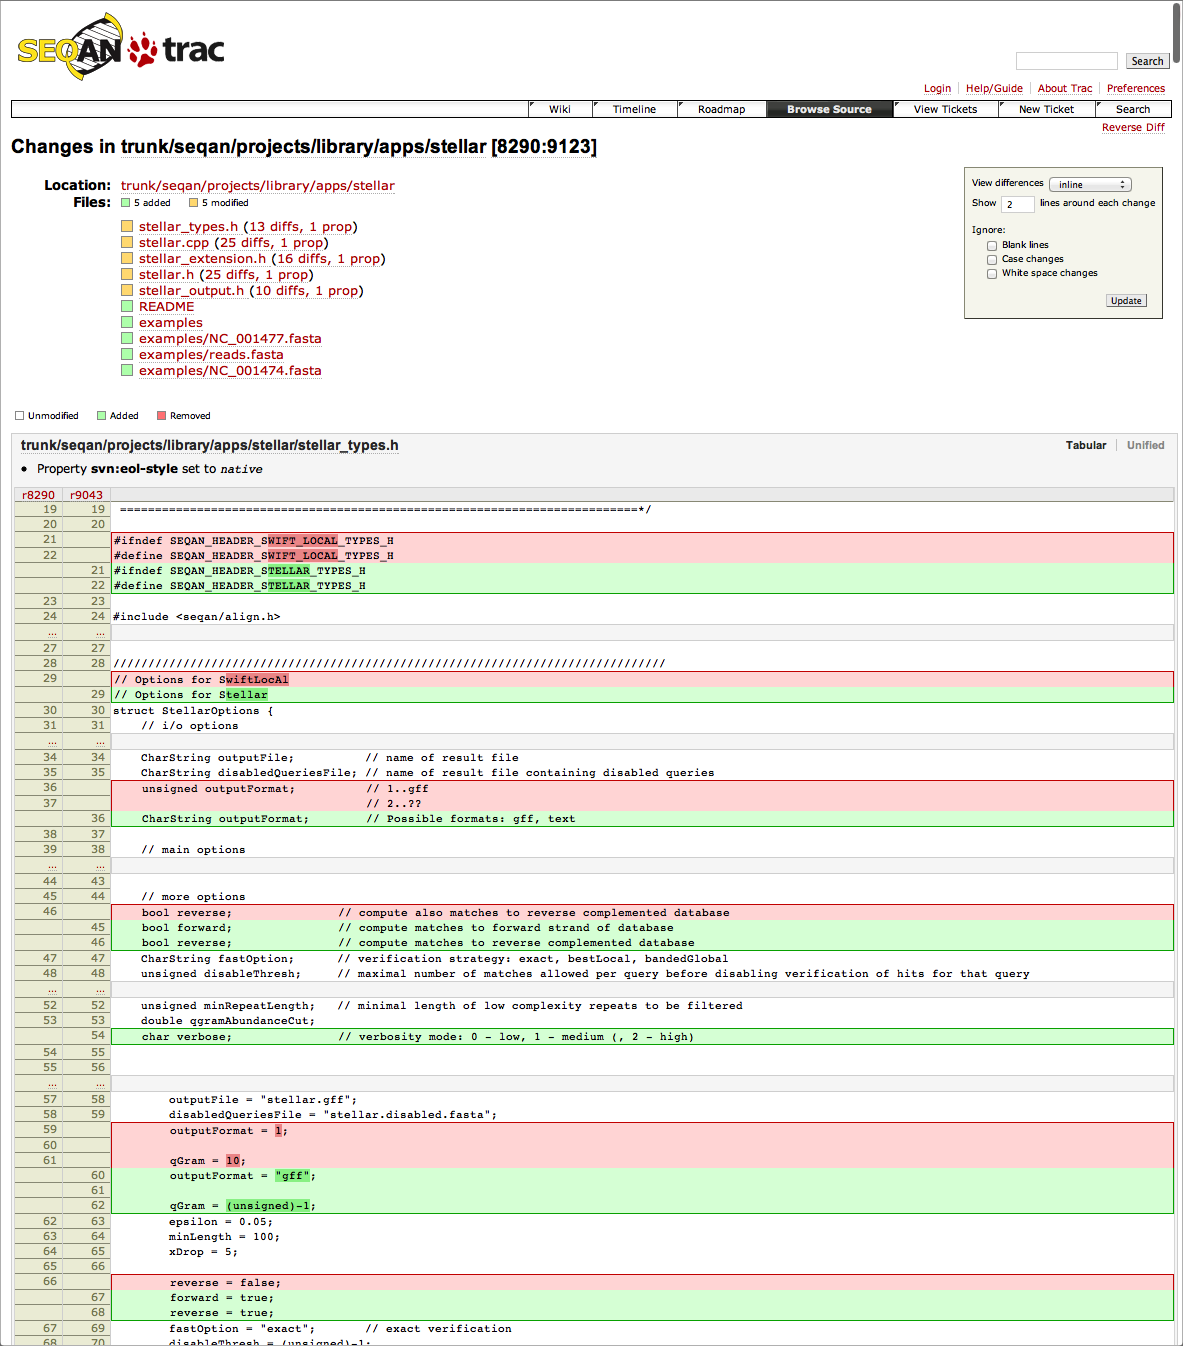 SEQAN trac
Search
Login Help/Guide About Trac Preferences
Wiki Timeline Roadmap Browse Source View Tickets New Ticket Search
Reverse Diff
Changes in trunk/seqan/projects/library/apps/stellar [8290:9123]
View differences inline
Show 2 lines around each change
Ignore:
Blank lines
Case changes
White space changes
Update
Location: trunk/seqan/projects/library/apps/stellar
Files: 5 added 5 modified
stellar_types.h (13 diffs, 1 prop)
stellar.cpp (25 diffs, 1 prop)
stellar_extension.h (16 diffs, 1 prop)
stellar.h (25 diffs, 1 prop)
stellar_output.h (10 diffs, 1 prop)
README
examples
examples/NC_001477.fasta
examples/reads.fasta
examples/NC_001474.fasta
Unmodified Added Removed
trunk/seqan/projects/library/apps/stellar/stellar_types.h Tabular Unified
• Property svn:eol-style set to native
r8290 r9043
19 19 ==========================================================================*/
20 20
21 #ifndef SEQAN_HEADER_SWIFT_LOCAL_TYPES_H
22 #define SEQAN_HEADER_SWIFT_LOCAL_TYPES_H
21 #ifndef SEQAN_HEADER_STELLAR_TYPES_H
22 #define SEQAN_HEADER_STELLAR_TYPES_H
23 23
24 24 #include <seqan/align.h>
… …
27 27
28 28 ///////////////////////////////////////////////////////////////////////////////
29 // Options for SwiftLocAl
29 // Options for Stellar
30 30 struct StellarOptions {
31 31 // i/o options
… …
34 34 CharString outputFile; // name of result file
35 35 CharString disabledQueriesFile; // name of result file containing disabled queries
36 unsigned outputFormat; // 1..gff
37 // 2..??
36 CharString outputFormat; // Possible formats: gff, text
38 37
39 38 // main options
… …
44 43
45 44 // more options
46 bool reverse; // compute also matches to reverse complemented database
45 bool forward; // compute matches to forward strand of database
46 bool reverse; // compute matches to reverse complemented database
47 47 CharString fastOption; // verification strategy: exact, bestLocal, bandedGlobal
48 48 unsigned disableThresh; // maximal number of matches allowed per query before disabling verification of hits for that query
… …
52 52 unsigned minRepeatLength; // minimal length of low complexity repeats to be filtered
53 53 double qgramAbundanceCut;
54 char verbose; // verbosity mode: 0 - low, 1 - medium (, 2 - high)
54 55
55 56
… …
57 58 outputFile = "stellar.gff";
58 59 disabledQueriesFile = "stellar.disabled.fasta";
59 outputFormat = 1;
60
61 qGram = 10;
60 outputFormat = "gff";
61
62 qGram = (unsigned)-1;
62 63 epsilon = 0.05;
63 64 minLength = 100;
64 65 xDrop = 5;
65 66
66 reverse = false;
67 forward = true;
68 reverse = true;
67 69 fastOption = "exact"; // exact verification
68 70 disableThresh = (unsigned)-1;